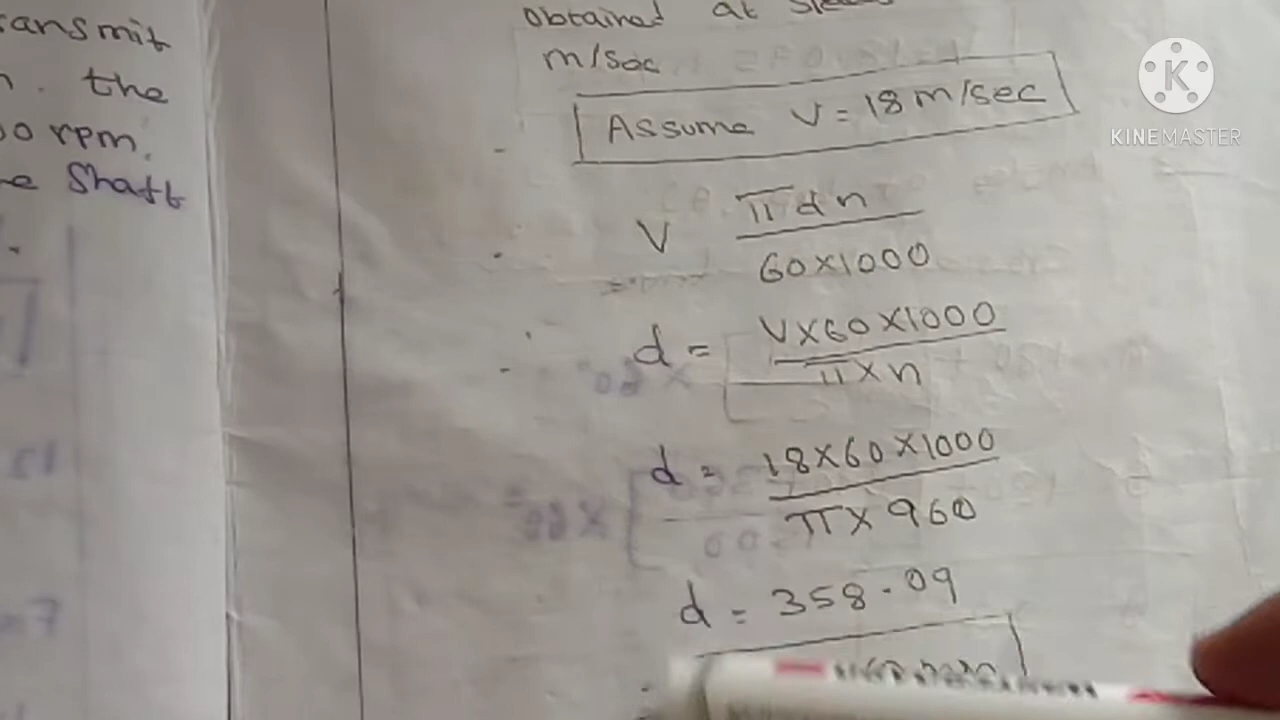 ansmit
the
00 rpm.
Shaft
obtained at
m/sec
Assume V = 18 m/sec
V πdn
60×1000
d = V×60×1000
π×n
d = 18×60×1000
π× 960
d = 358.09
K
KINEMASTER